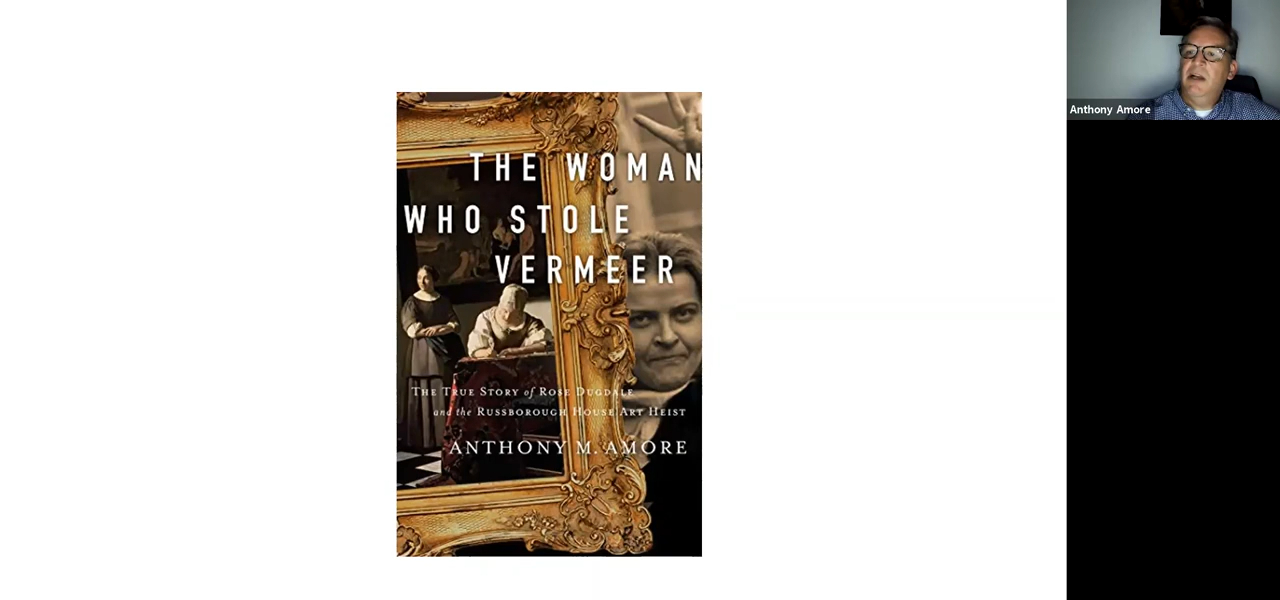 THE WOMAN
WHO STOLE
VERMEER
THE TRUE STORY of ROSE DUGDALE
and the RUSSBOROUGH HOUSE ART HEIST
ANTHONY M. AMORE
Anthony Amore